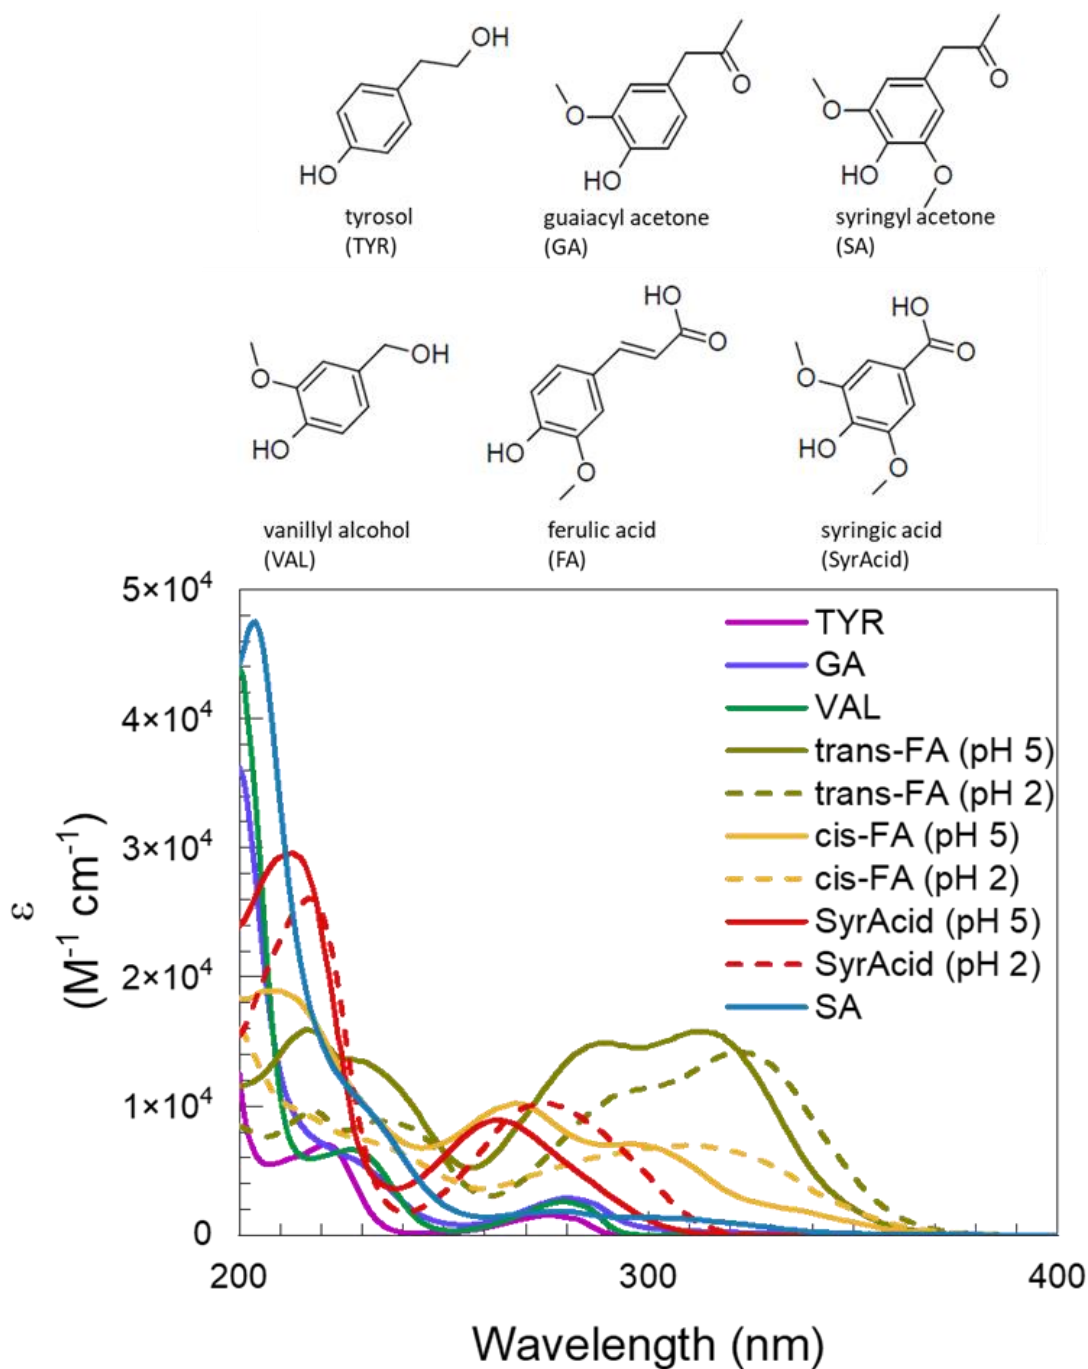 OH
O
O
HO
O
O
HO
O
HO
tyrosol
(TYR)
guaiacyl acetone
(GA)
syringyl acetone
(SA)
HO
O
OH
O
HO
HO
O
HO
O
O
HO
O
vanillyl alcohol
(VAL)
ferulic acid
(FA)
syringic acid
(SyrAcid)
5×10⁴
4×10⁴
3×10⁴
2×10⁴
1×10⁴
0
ε
(M⁻¹ cm⁻¹)
TYR
GA
VAL
trans-FA (pH 5)
trans-FA (pH 2)
cis-FA (pH 5)
cis-FA (pH 2)
SyrAcid (pH 5)
SyrAcid (pH 2)
SA
200
300
400
Wavelength (nm)